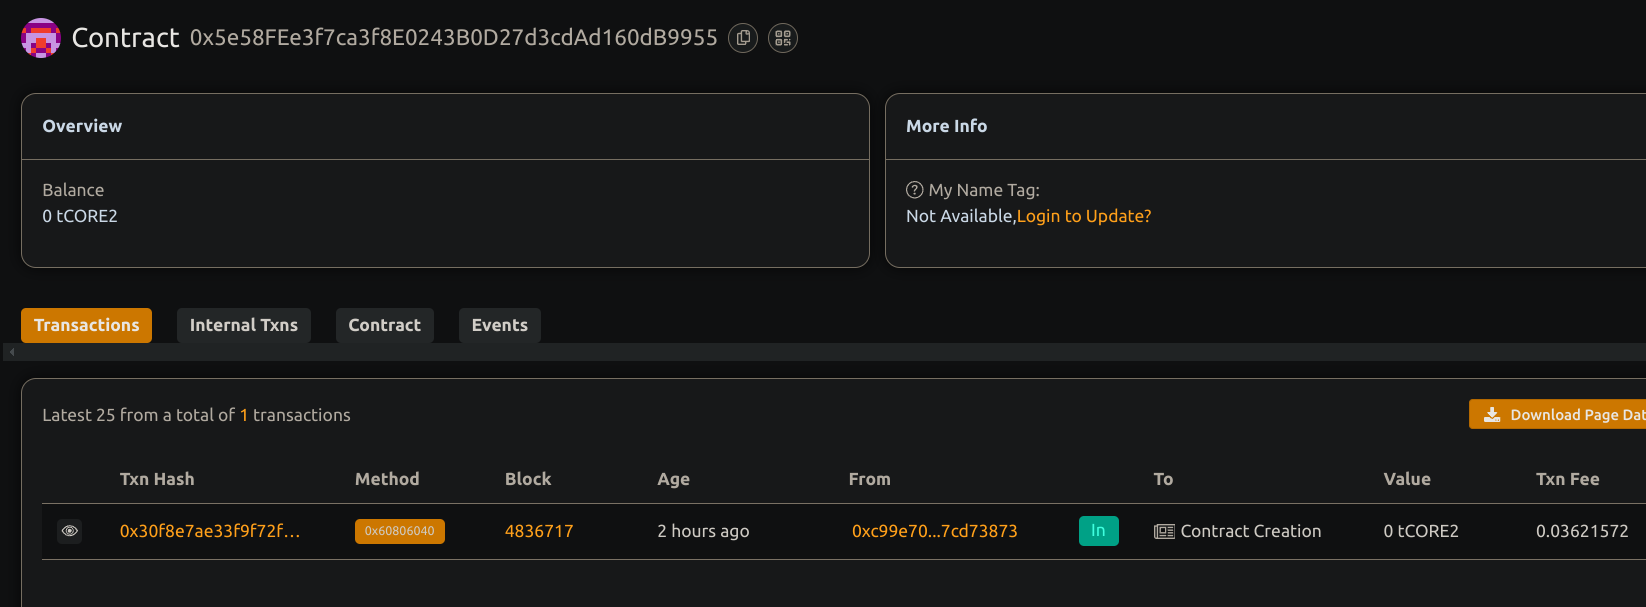 Contract 0x5e58FEe3f7ca3f8E0243B0D27d3cdAd160dB9955
Overview
Balance
0 tCORE2
More Info
My Name Tag:
Not Available,Login to Update?
Transactions Internal Txns Contract Events
Latest 25 from a total of 1 transactions
Download Page Dat
Txn Hash Method Block Age From To Value Txn Fee
0x30f8e7ae33f9f72f... 0x60806040 4836717 2 hours ago 0xc99e70...7cd73873 In Contract Creation 0 tCORE2 0.03621572